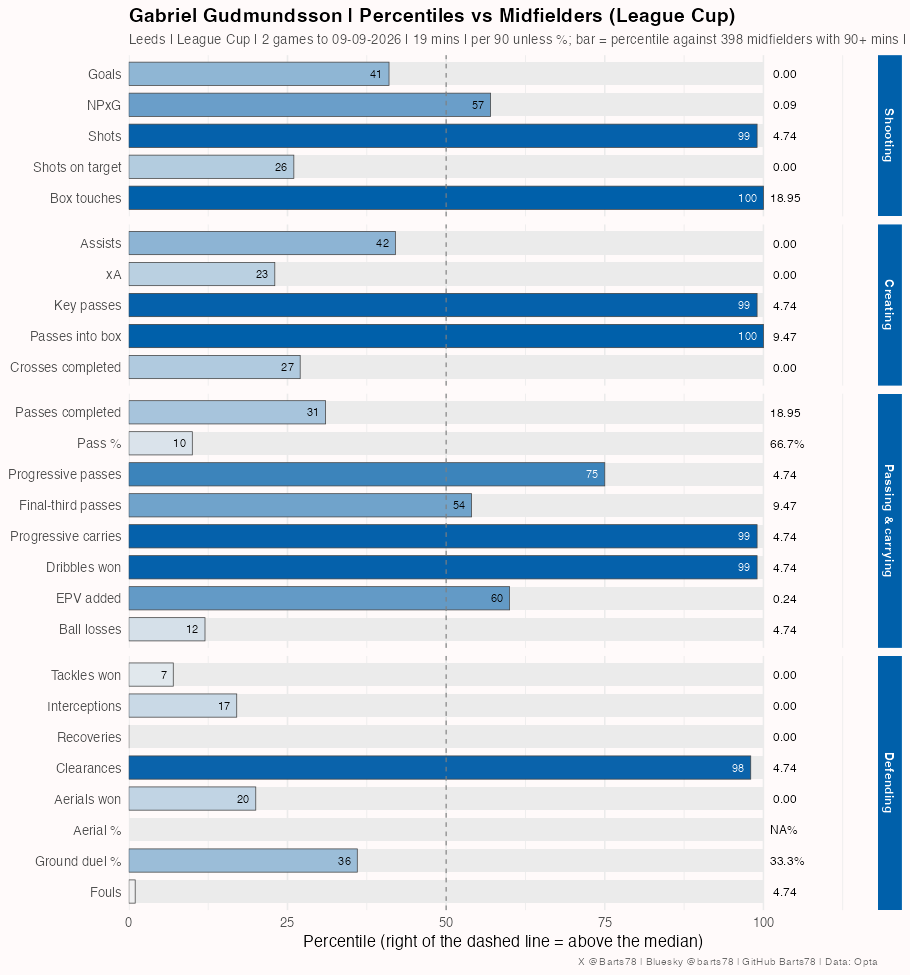 Gabriel Gudmundsson | Percentiles vs Midfielders (League Cup)
Leeds | League Cup | 2 games to 09-09-2026 | 19 mins | per 90 unless %; bar = percentile against 398 midfielders with 90+ mins |
Goals 41 0.00
NPxG 57 0.09
Shots 99 4.74
Shots on target 26 0.00
Box touches 100 18.95
Shooting
Assists 42 0.00
xA 23 0.00
Key passes 99 4.74
Passes into box 100 9.47
Crosses completed 27 0.00
Creating
Passes completed 31 18.95
Pass % 10 66.7%
Progressive passes 75 4.74
Final-third passes 54 9.47
Progressive carries 99 4.74
Dribbles won 99 4.74
EPV added 60 0.24
Ball losses 12 4.74
Passing & carrying
Tackles won 7 0.00
Interceptions 17 0.00
Recoveries 0.00
Clearances 98 4.74
Aerials won 20 0.00
Aerial % NA%
Ground duel % 36 33.3%
Fouls 4.74
Defending
0 25 50 75 100
Percentile (right of the dashed line = above the median)
X @Barts78 | Bluesky @barts78 | GitHub Barts78 | Data: Opta